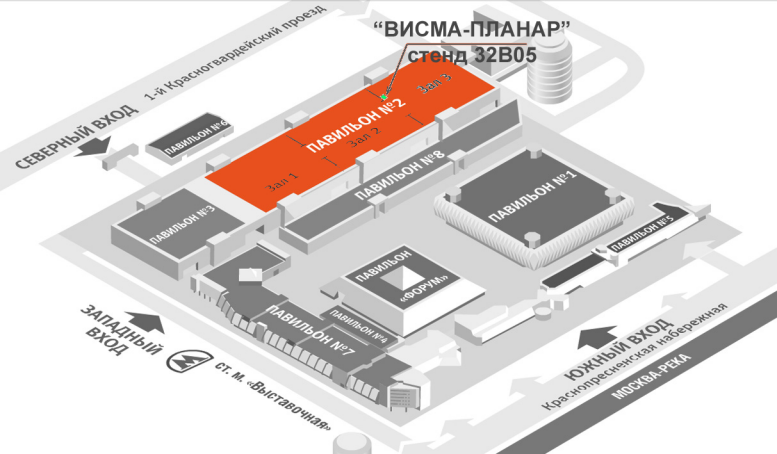 “ВИСМА-ПЛАНАР”
стенд 32В05
1-й Красногвардейский проезд
СЕВЕРНЫЙ ВХОД
ПАВИЛЬОН №6
ПАВИЛЬОН №2
Зал 3
Зал 2
Зал 1
ПАВИЛЬОН №8
ПАВИЛЬОН №1
ПАВИЛЬОН №3
ПАВИЛЬОН №5
ПАВИЛЬОН
«ФОРУМ»
ПАВИЛЬОН №4
ПАВИЛЬОН №7
ЗАПАДНЫЙ
ВХОД
М
ст. м. «Выставочная»
ЮЖНЫЙ ВХОД
Краснопресненская набережная
МОСКВА-РЕКА